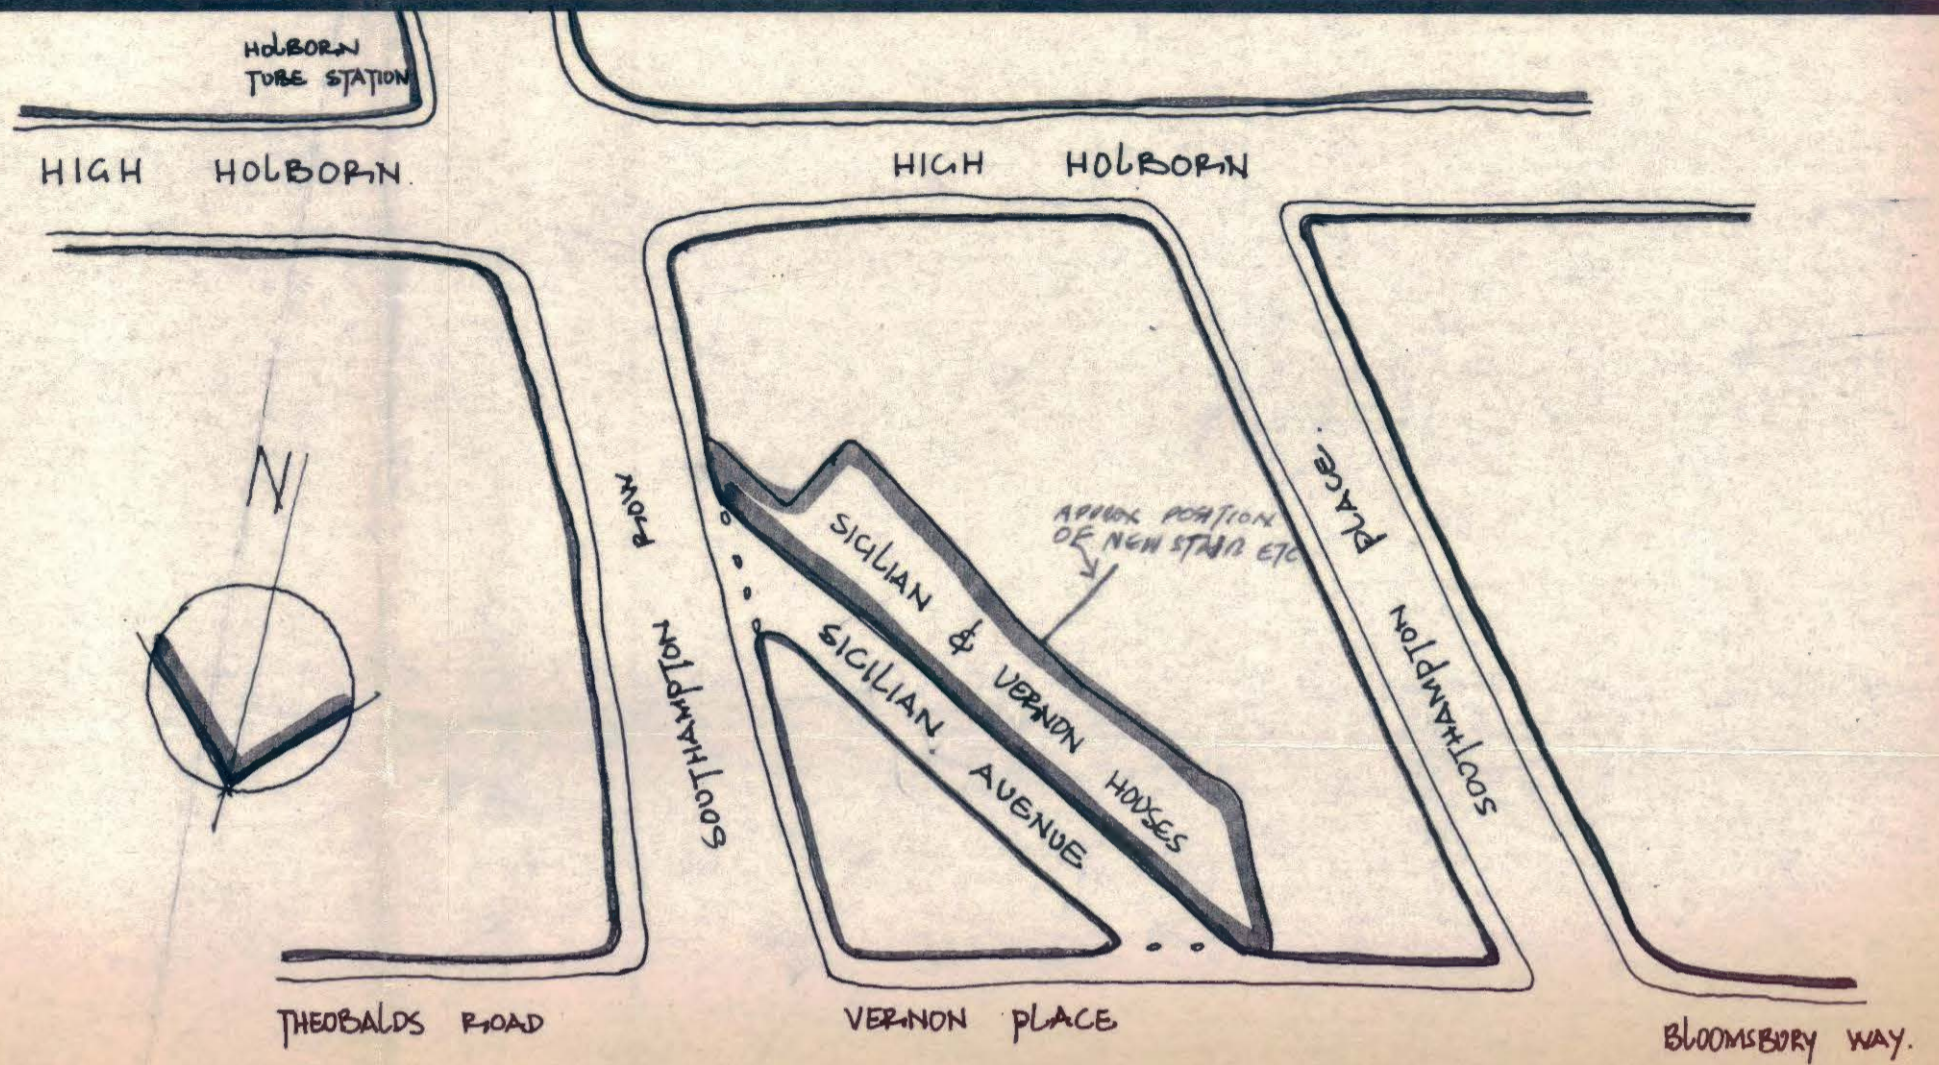 HOLBORN
TUBE STATION
HIGH HOLBORN.
HIGH HOLBORN
N
SOUTHAMPTON ROW
SICILIAN & VERNON HOUSES
APPROX POSITION
OF NEW STAIR ETC
SICILIAN AVENUE
SOUTHAMPTON PLACE.
THEOBALDS ROAD
VERNON PLACE
BLOOMSBURY WAY.